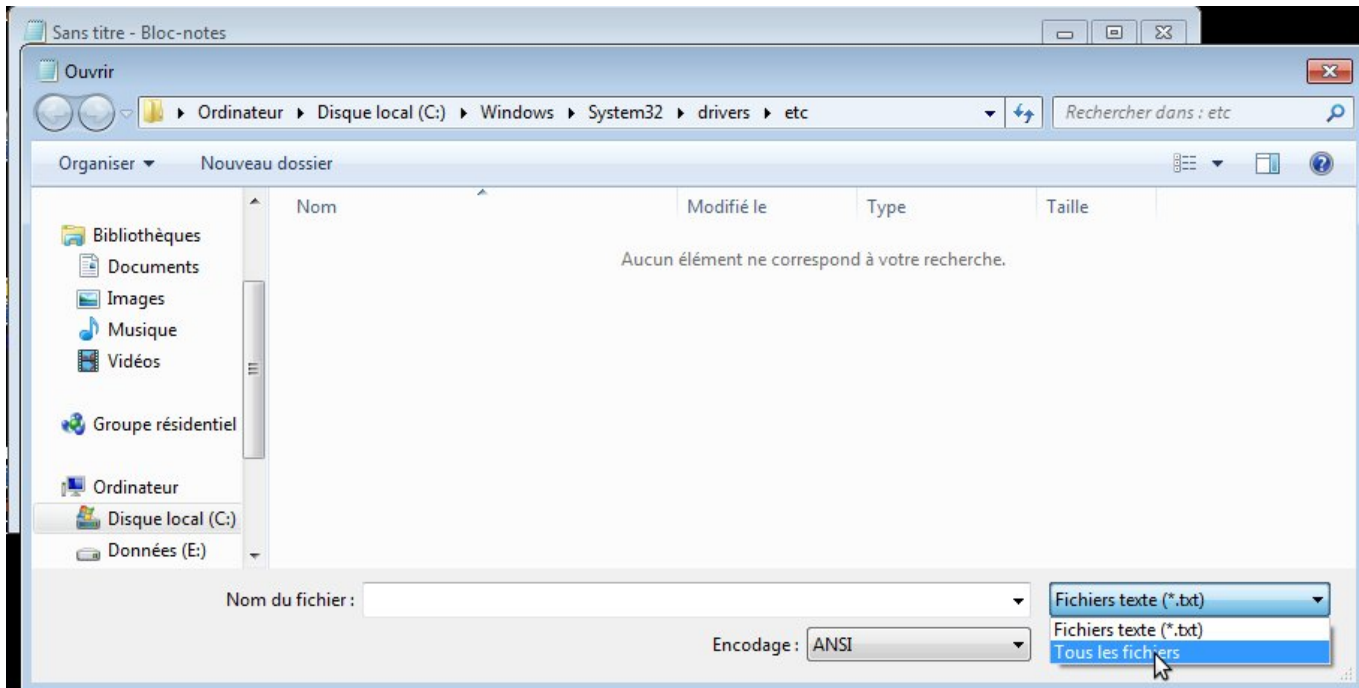 Sans titre - Bloc-notes
Ouvrir
Ordinateur Disque local (C:) Windows System32 drivers etc
Rechercher dans : etc
Organiser Nouveau dossier
Nom Modifié le Type Taille
Aucun élément ne correspond à votre recherche.
Bibliothèques
Documents
Images
Musique
Vidéos
Groupe résidentiel
Ordinateur
Disque local (C:)
Données (E:)
Nom du fichier :
Fichiers texte (*.txt)
Fichiers texte (*.txt)
Tous les fichiers
Encodage : ANSI